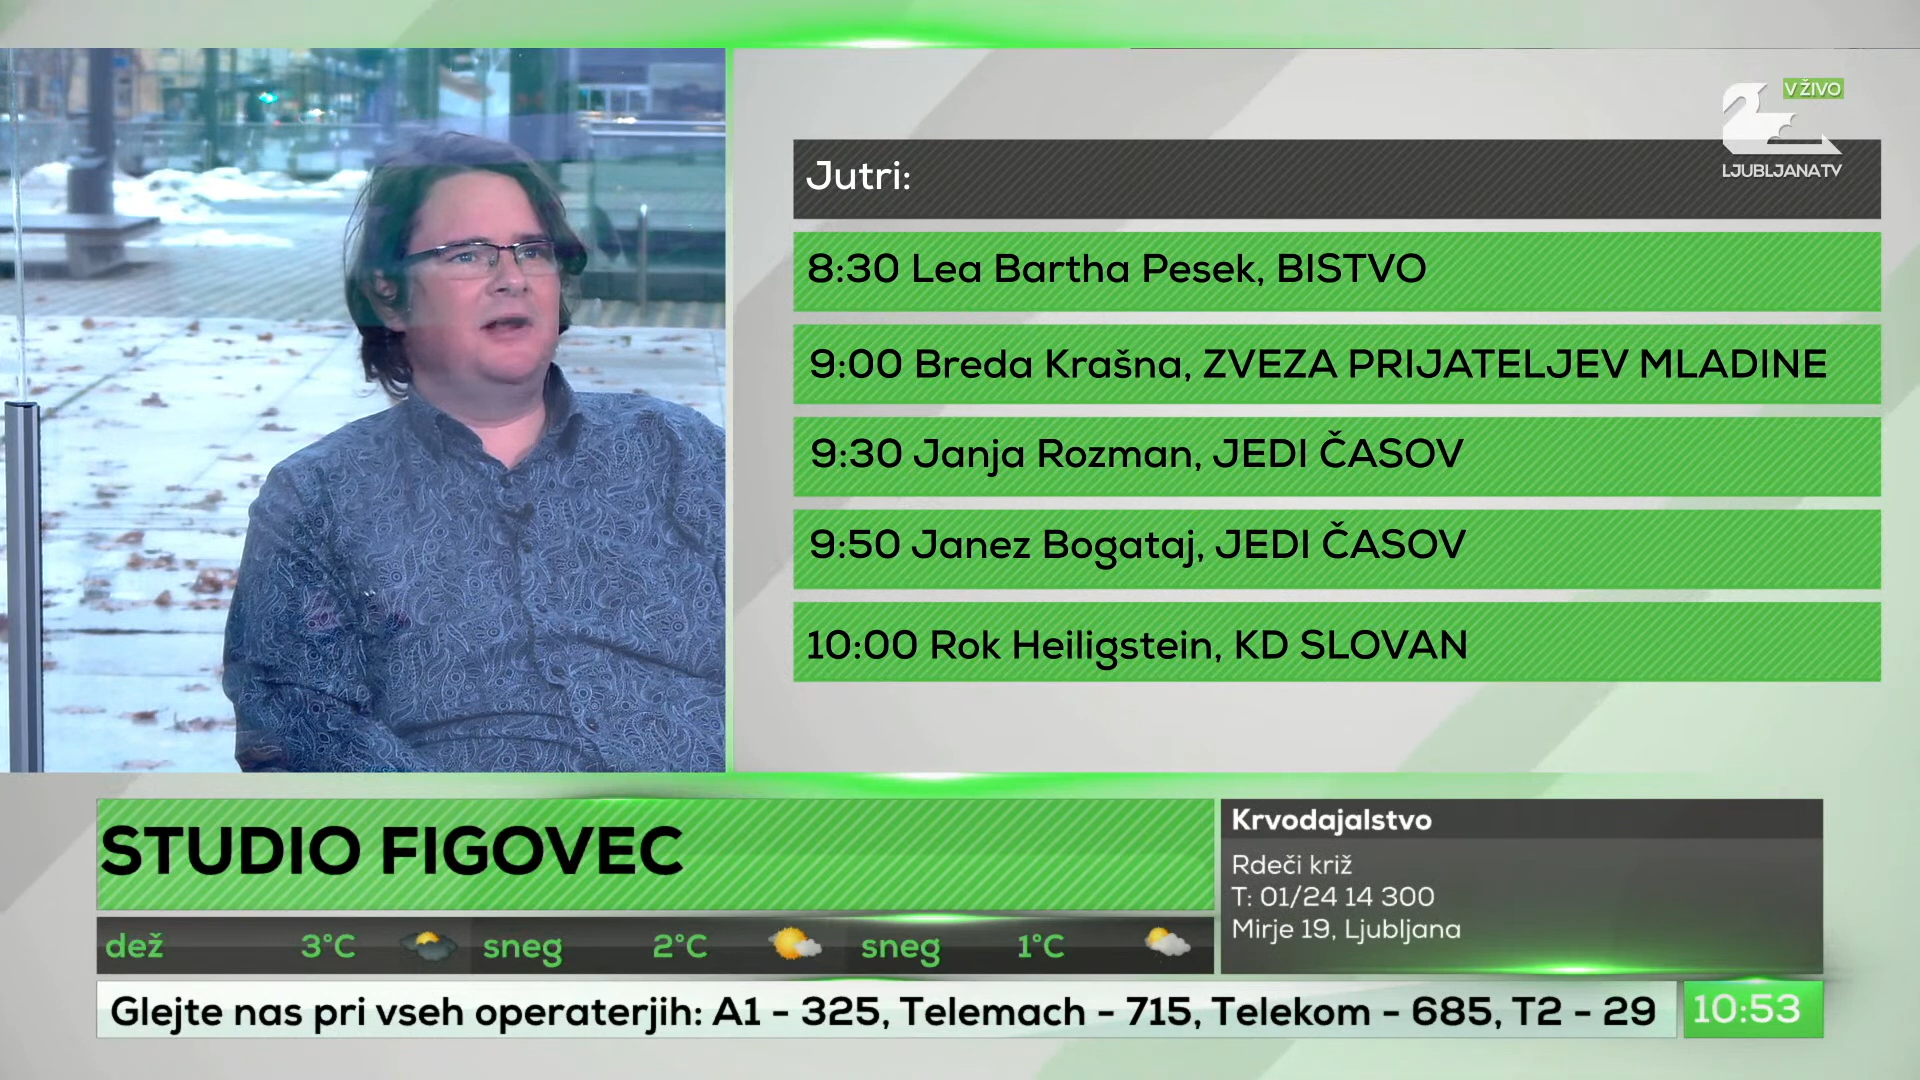 V ŽIVO
LJUBLJANATV
Jutri:
8:30 Lea Bartha Pesek, BISTVO
9:00 Breda Krašna, ZVEZA PRIJATELJEV MLADINE
9:30 Janja Rozman, JEDI ČASOV
9:50 Janez Bogataj, JEDI ČASOV
10:00 Rok Heiligstein, KD SLOVAN
STUDIO FIGOVEC
Krvodajalstvo
Rdeči križ
T: 01/24 14 300
Mirje 19, Ljubljana
dež 3°C sneg 2°C sneg 1°C
Glejte nas pri vseh operaterjih: A1 - 325, Telemach - 715, Telekom - 685, T2 - 29
10:53